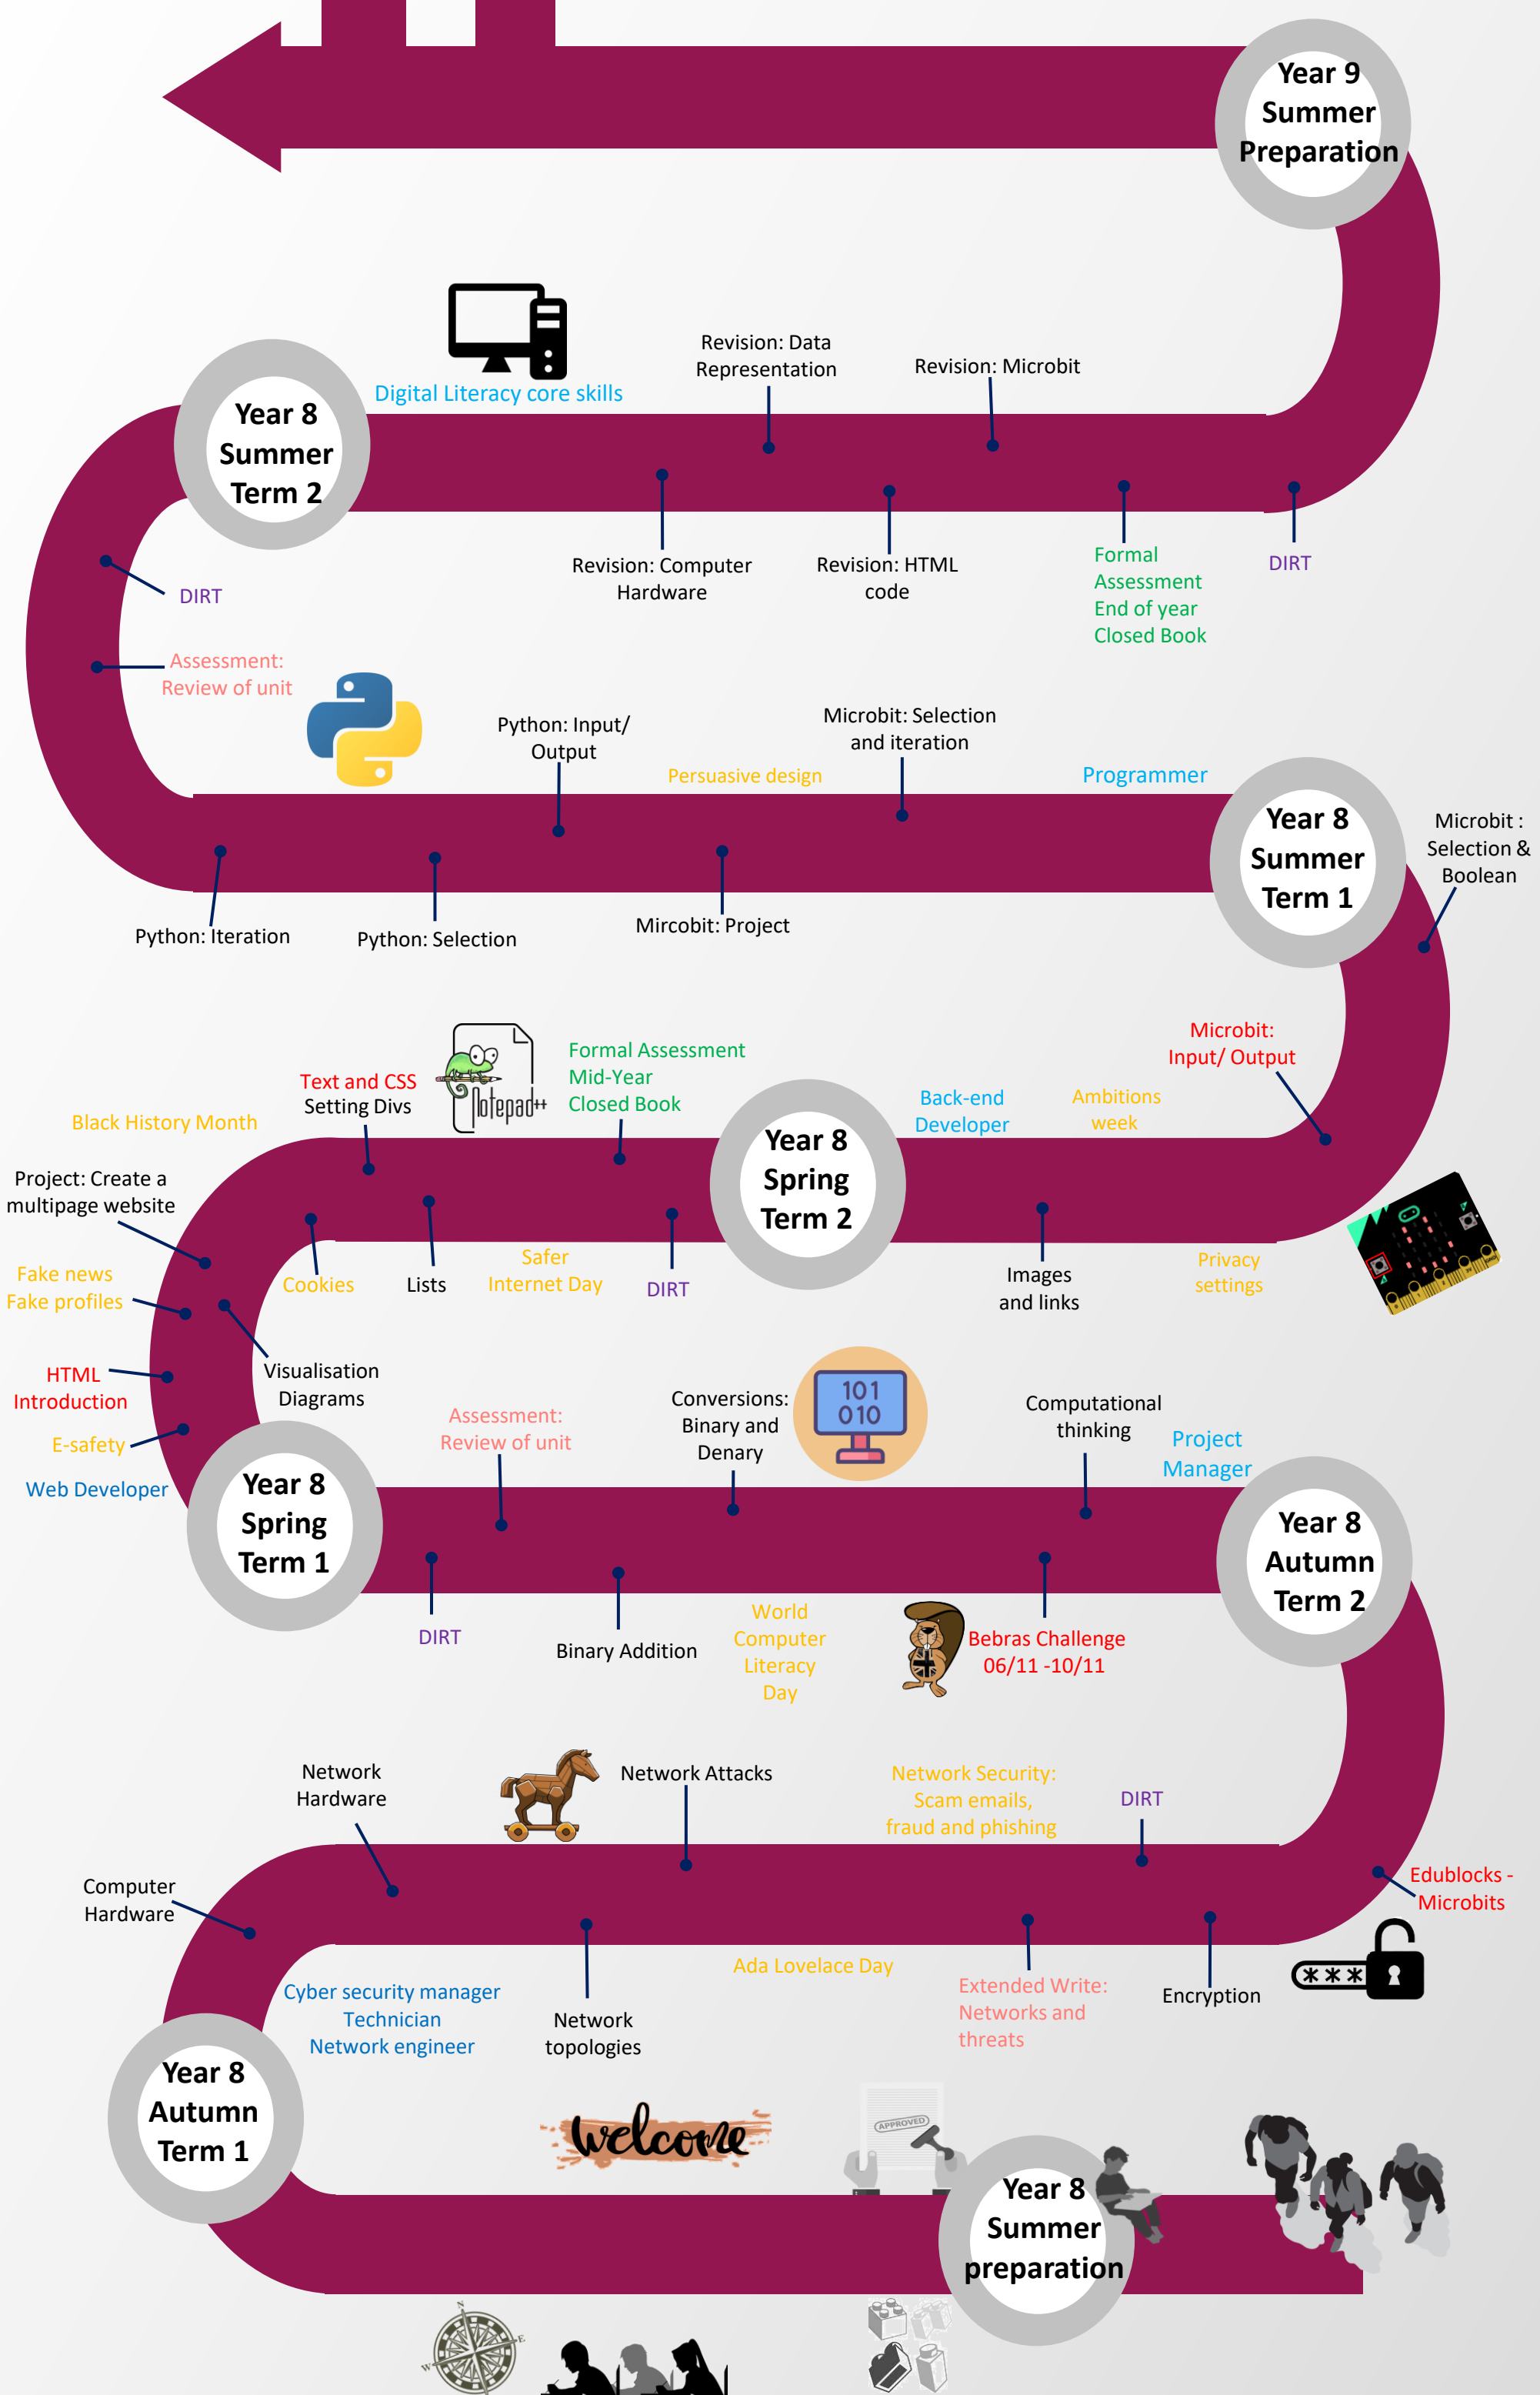 Year 9
Summer
Preparation
Digital Literacy core skills
Revision: Data
Representation
Revision: Microbit
Year 8
Summer
Term 2
Revision: Computer
Hardware
Revision: HTML
code
Formal
Assessment
End of year
Closed Book
DIRT
DIRT
Assessment:
Review of unit
Python: Input/
Output
Microbit: Selection
and iteration
Persuasive design
Programmer
Year 8
Summer
Term 1
Microbit :
Selection &
Boolean
Python: Iteration
Python: Selection
Mircobit: Project
Microbit:
Input/ Output
Text and CSS
Setting Divs
Notepad++
Formal Assessment
Mid-Year
Closed Book
Black History Month
Back-end
Developer
Ambitions
week
Year 8
Spring
Term 2
Project: Create a
multipage website
Fake news
Fake profiles
Cookies
Lists
Safer
Internet Day
DIRT
Images
and links
Privacy
settings
HTML
Introduction
Visualisation
Diagrams
E-safety
Web Developer
Assessment:
Review of unit
Conversions:
Binary and
Denary
101
010
Computational
thinking
Project
Manager
Year 8
Spring
Term 1
Year 8
Autumn
Term 2
DIRT
Binary Addition
World
Computer
Literacy
Day
Bebras Challenge
06/11 -10/11
Network
Hardware
Network Attacks
Network Security:
Scam emails,
fraud and phishing
DIRT
Computer
Hardware
Edublocks -
Microbits
Cyber security manager
Technician
Network engineer
Network
topologies
Ada Lovelace Day
Extended Write:
Networks and
threats
Encryption
***
Year 8
Autumn
Term 1
welcome
APPROVED
Year 8
Summer
preparation
N
E
W